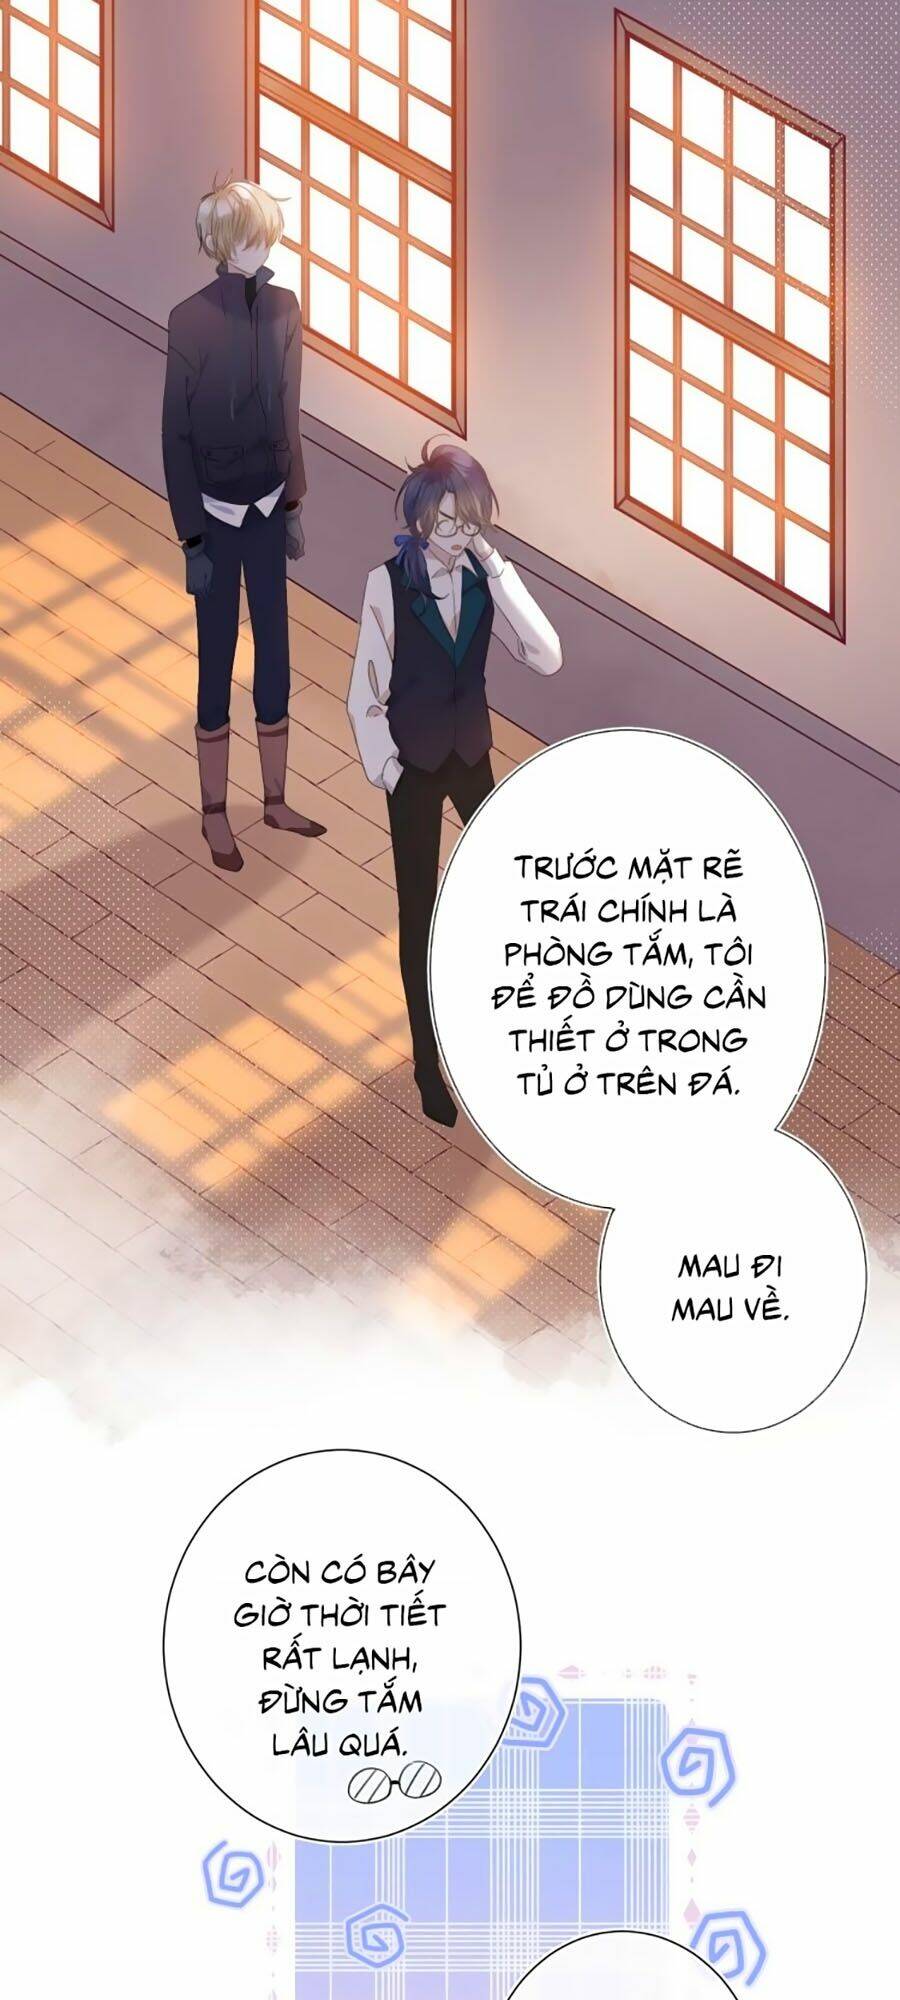 TRƯỚC MẶT RẼ
TRÁI CHÍNH LÀ
PHÒNG TẮM, TÔI
ĐỂ ĐỒ DÙNG CẦN
THIẾT Ở TRONG
TỦ Ở TRÊN ĐÁ.
MAU ĐI
MAU VỀ.
CÒN CÓ BÂY
GIỜ THỜI TIẾT
RẤT LẠNH,
ĐỪNG TẮM
LÂU QUÁ.